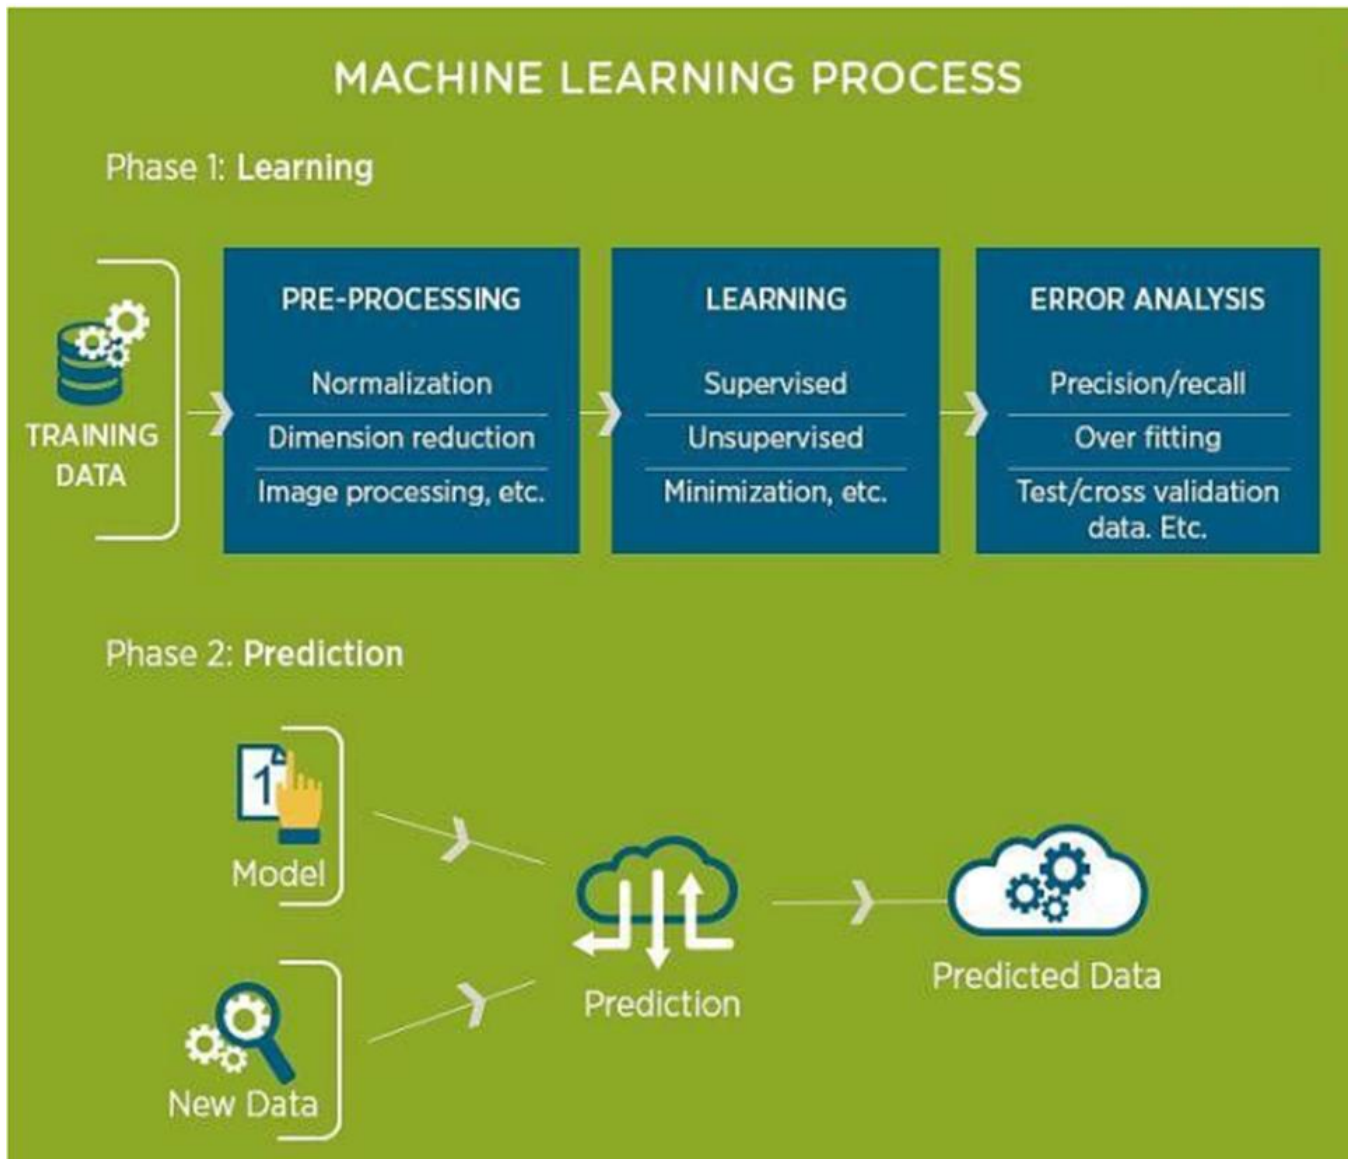 MACHINE LEARNING PROCESS
Phase 1: Learning
TRAINING
DATA
PRE-PROCESSING
Normalization
Dimension reduction
Image processing, etc.
LEARNING
Supervised
Unsupervised
Minimization, etc.
ERROR ANALYSIS
Precision/recall
Over fitting
Test/cross validation
data. Etc.
Phase 2: Prediction
1
Model
New Data
Prediction
Predicted Data